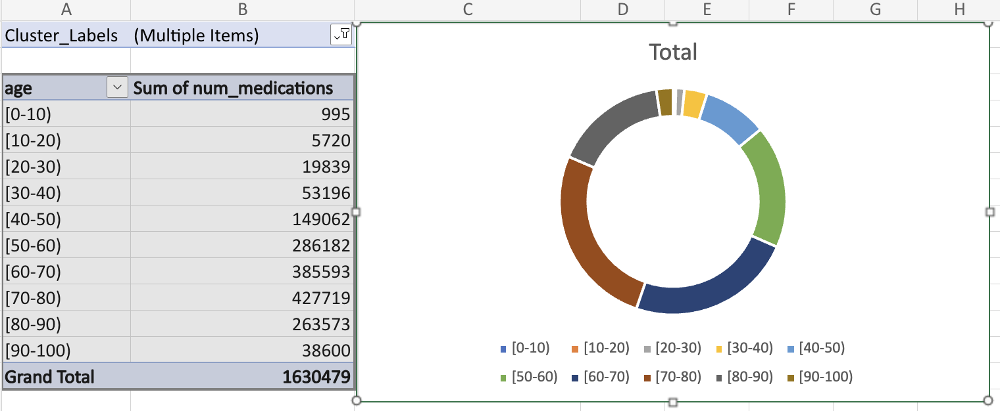 A B C D E F G H
Cluster_Labels (Multiple Items)
Total
age Sum of num_medications
[0-10) 995
[10-20) 5720
[20-30) 19839
[30-40) 53196
[40-50) 149062
[50-60) 286182
[60-70) 385593
[70-80) 427719
[80-90) 263573
[90-100) 38600
Grand Total 1630479
[0-10) [10-20) [20-30) [30-40) [40-50)
[50-60) [60-70) [70-80) [80-90) [90-100)